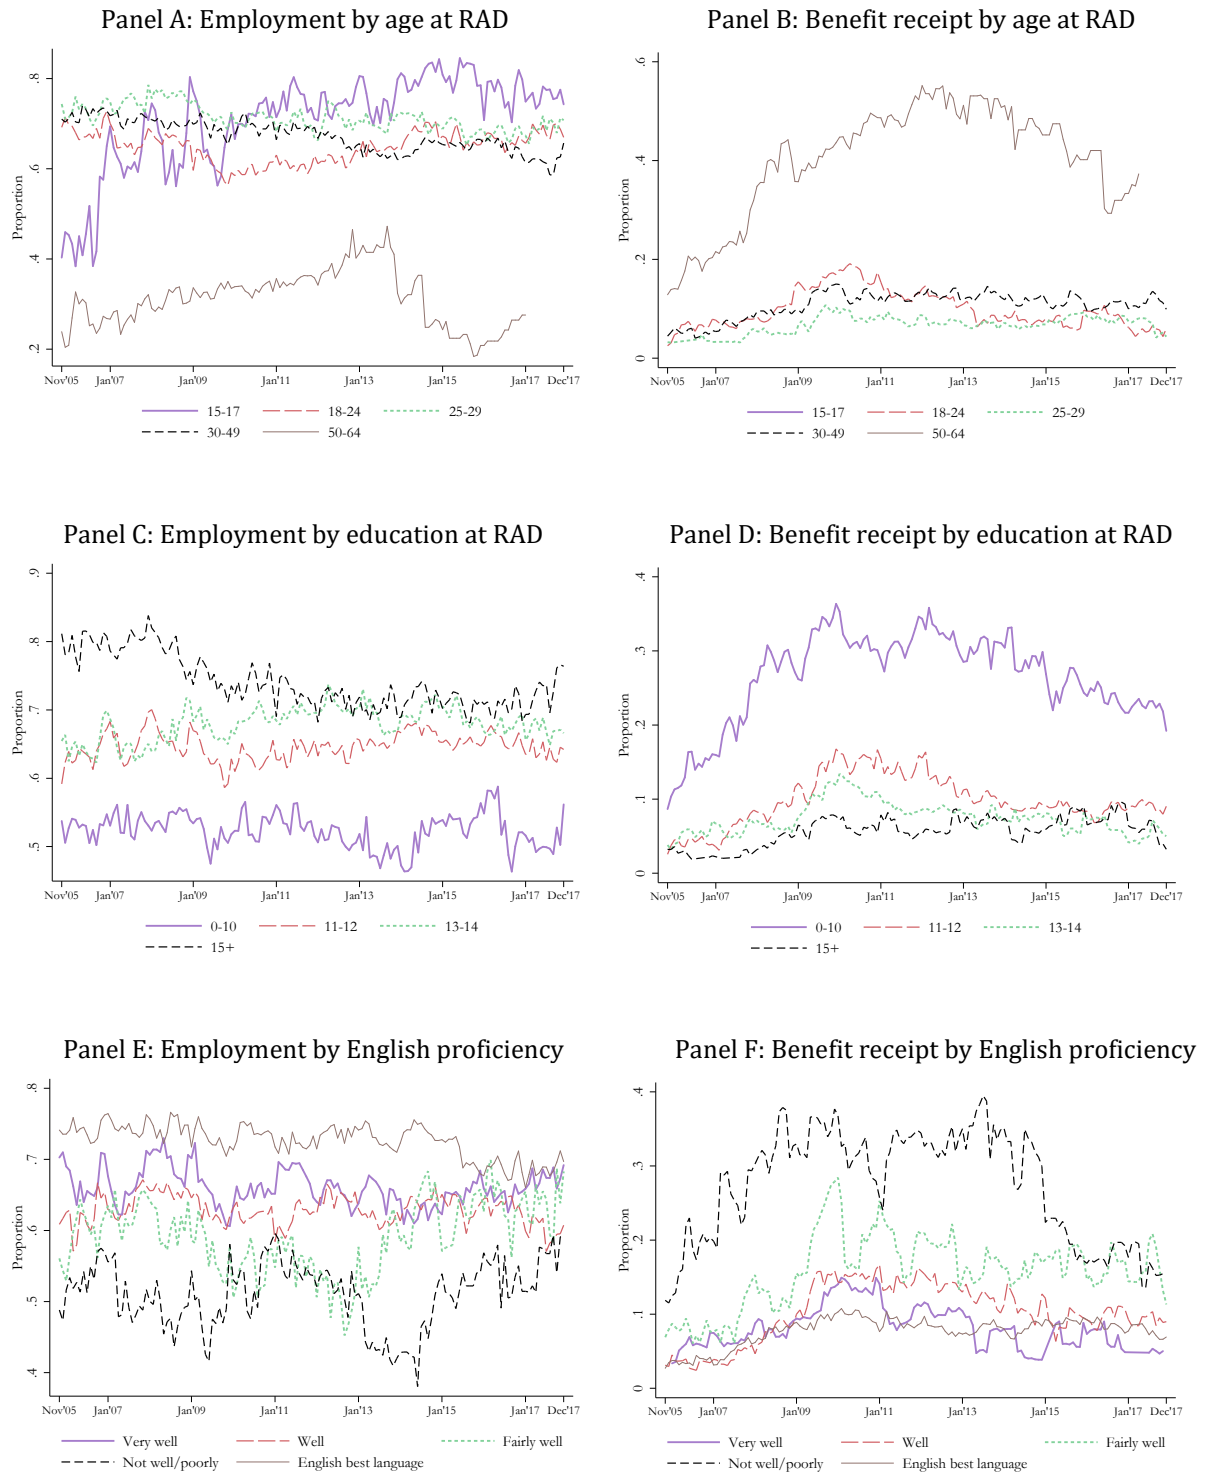 Panel A: Employment by age at RAD
Proportion
.2 .4 .6 .8
Nov'05 Jan'07 Jan'09 Jan'11 Jan'13 Jan'15 Jan'17 Dec'17
15-17 18-24 25-29
30-49 50-64
Panel B: Benefit receipt by age at RAD
Proportion
0 .2 .4 .6
Nov'05 Jan'07 Jan'09 Jan'11 Jan'13 Jan'15 Jan'17 Dec'17
15-17 18-24 25-29
30-49 50-64
Panel C: Employment by education at RAD
Proportion
.5 .6 .7 .8 .9
Nov'05 Jan'07 Jan'09 Jan'11 Jan'13 Jan'15 Jan'17 Dec'17
0-10 11-12 13-14
15+
Panel D: Benefit receipt by education at RAD
Proportion
0 .1 .2 .3 .4
Nov'05 Jan'07 Jan'09 Jan'11 Jan'13 Jan'15 Jan'17 Dec'17
0-10 11-12 13-14
15+
Panel E: Employment by English proficiency
Proportion
.4 .5 .6 .7 .8
Nov'05 Jan'07 Jan'09 Jan'11 Jan'13 Jan'15 Jan'17 Dec'17
Very well Well Fairly well
Not well/poorly English best language
Panel F: Benefit receipt by English proficiency
Proportion
0 .1 .2 .3 .4
Nov'05 Jan'07 Jan'09 Jan'11 Jan'13 Jan'15 Jan'17 Dec'17
Very well Well Fairly well
Not well/poorly English best language